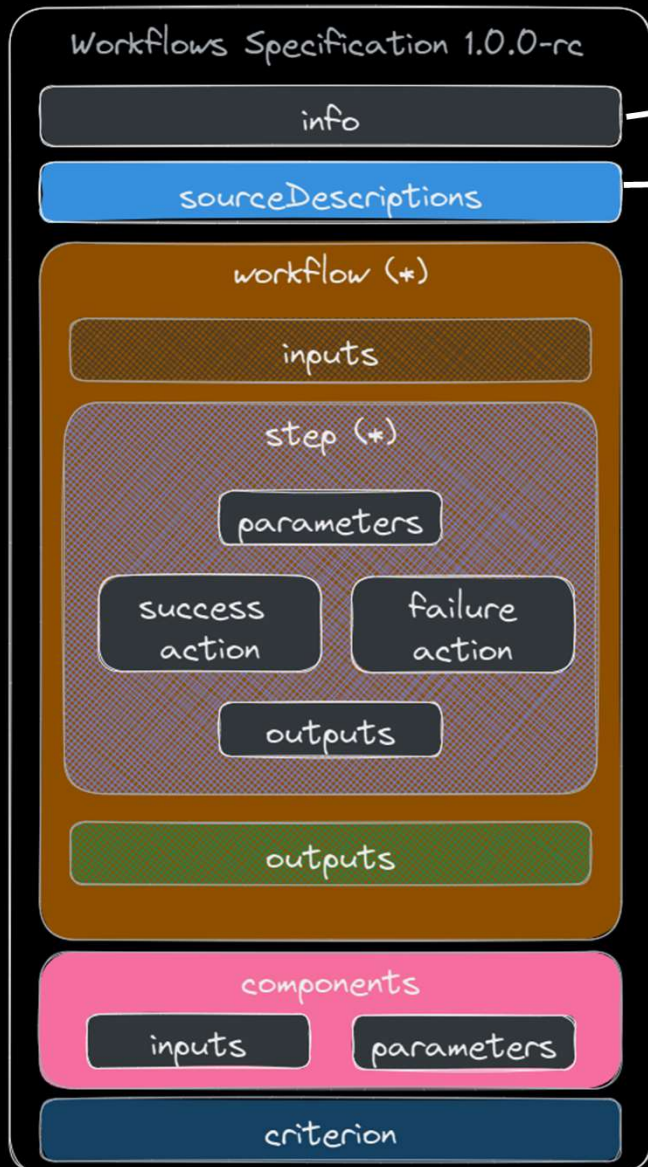 Workflows Specification 1.0.0-rc
info
sourceDescriptions
workflow (*)
inputs
step (*)
parameters
success
action
failure
action
outputs
outputs
components
inputs
parameters
criterion